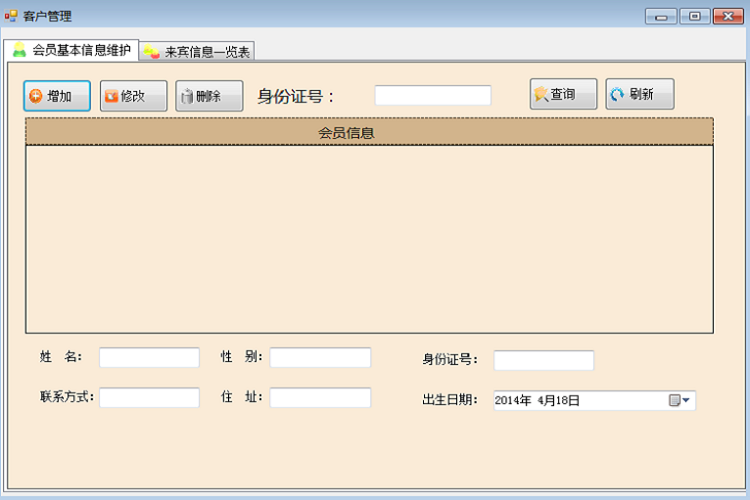 客户管理
会员基本信息维护 来宾信息一览表
增加 修改 删除 身份证号： 查询 刷新
会员信息
姓 名： 性 别： 身份证号：
联系方式： 住 址： 出生日期： 2014年 4月18日